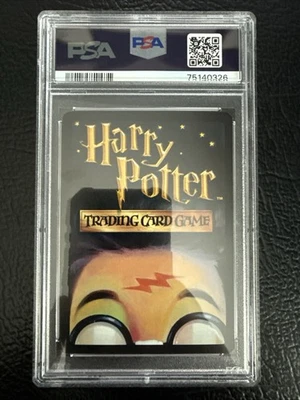 PSA
PSA
75140326
Harry
Potter
TRADING CARD GAME